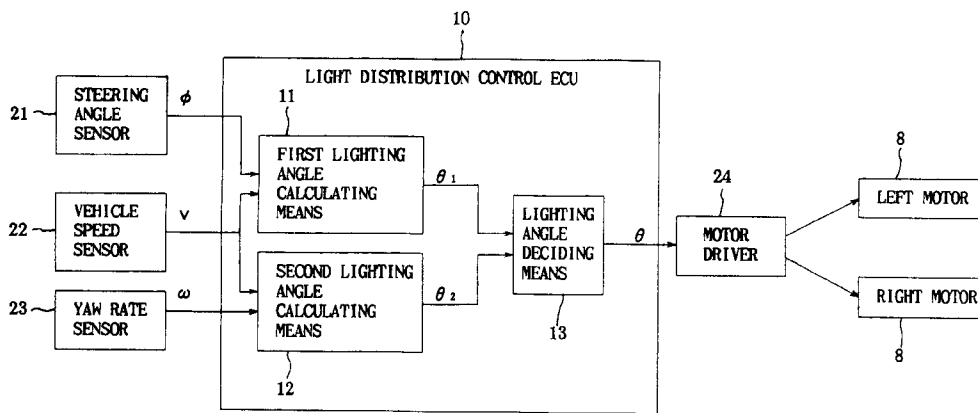 10
LIGHT DISTRIBUTION CONTROL ECU
21
STEERING
ANGLE
SENSOR
ϕ
11
FIRST LIGHTING
ANGLE
CALCULATING
MEANS
θ1
22
VEHICLE
SPEED
SENSOR
V
LIGHTING
ANGLE
DECIDING
MEANS
13
θ
24
MOTOR
DRIVER
8
LEFT MOTOR
23
YAW RATE
SENSOR
ω
SECOND LIGHTING
ANGLE
CALCULATING
MEANS
12
θ2
RIGHT MOTOR
8